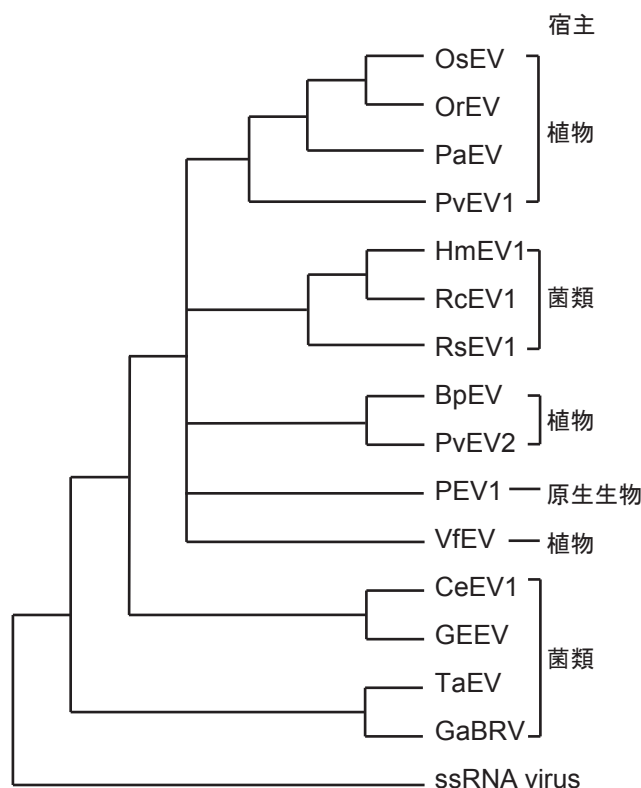 宿主
OsEV
OrEV
植物
PaEV
PvEV1
HmEV1
RcEV1
菌類
RsEV1
BpEV
植物
PvEV2
PEV1
原生生物
VfEV
植物
CeEV1
GEEV
菌類
TaEV
GaBRV
ssRNA virus